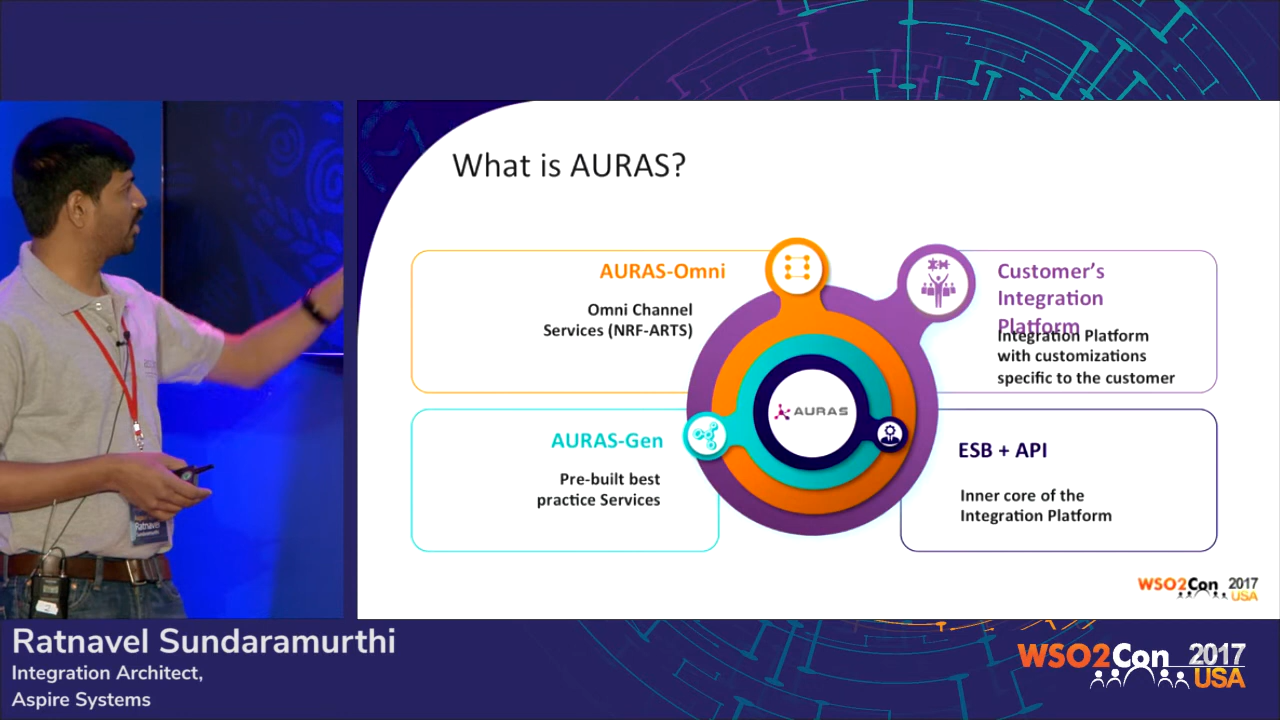 What is AURAS?
AURAS-Omni
Omni Channel
Services (NRF-ARTS)
Customer's
Integration
Platform
Integration Platform
with customizations
specific to the customer
AURAS
AURAS-Gen
Pre-built best
practice Services
ESB + API
Inner core of the
Integration Platform
WSO2Con 2017
USA
Ratnavel
Sundaramurthi
Ratnavel Sundaramurthi
Integration Architect,
Aspire Systems
WSO2Con 2017
USA